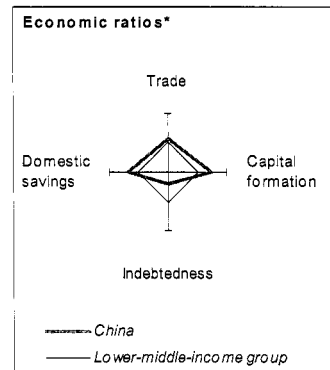 Economic ratios*
Trade
Domestic
savings
Capital
formation
Indebtedness
China
Lower-middle-income group